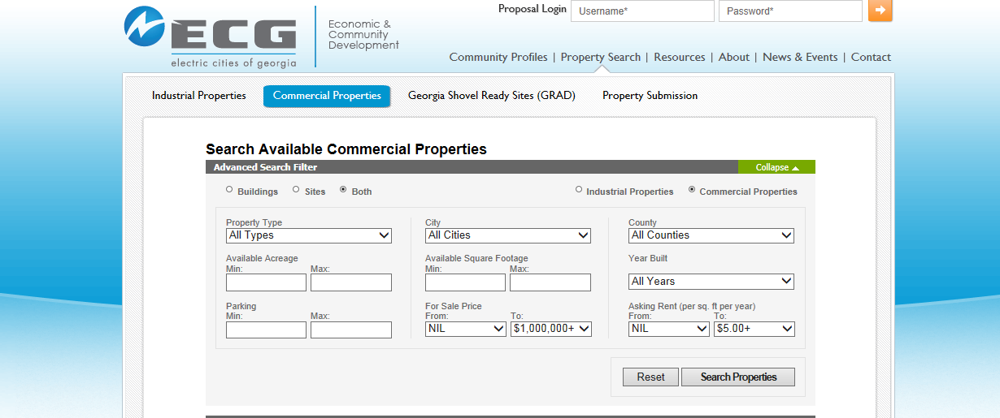 ECG
electric cities of georgia
Economic &
Community
Development
Proposal Login Username* Password*
Community Profiles | Property Search | Resources | About | News & Events | Contact
Industrial Properties Commercial Properties Georgia Shovel Ready Sites (GRAD) Property Submission
Search Available Commercial Properties
Advanced Search Filter Collapse
Buildings Sites Both Industrial Properties Commercial Properties
Property Type City County
All Types All Cities All Counties
Available Acreage Available Square Footage Year Built
Min: Max: Min: Max:
All Years
Parking For Sale Price Asking Rent (per sq. ft per year)
Min: Max: From: To: From: To:
NIL $1,000,000+ NIL $5.00+
Reset Search Properties